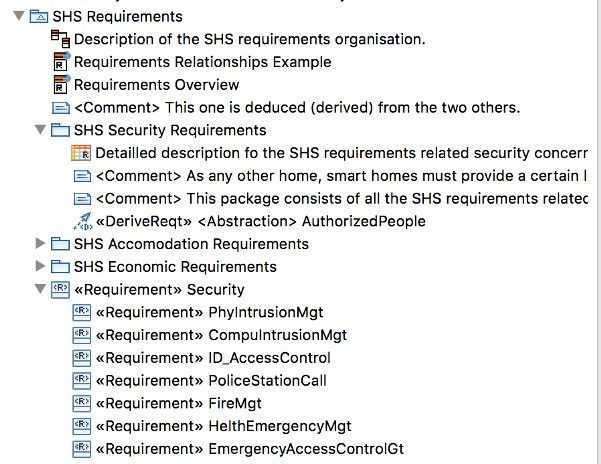 SHS Requirements
Description of the SHS requirements organisation.
Requirements Relationships Example
Requirements Overview
<Comment> This one is deduced (derived) from the two others.
SHS Security Requirements
Detailled description fo the SHS requirements related security concerr
<Comment> As any other home, smart homes must provide a certain l
<Comment> This package consists of all the SHS requirements related
«DeriveReqt» <Abstraction> AuthorizedPeople
SHS Accomodation Requirements
SHS Economic Requirements
«Requirement» Security
«Requirement» PhyIntrusionMgt
«Requirement» CompuIntrusionMgt
«Requirement» ID_AccessControl
«Requirement» PoliceStationCall
«Requirement» FireMgt
«Requirement» HelthEmergencyMgt
«Requirement» EmergencyAccessControlGt